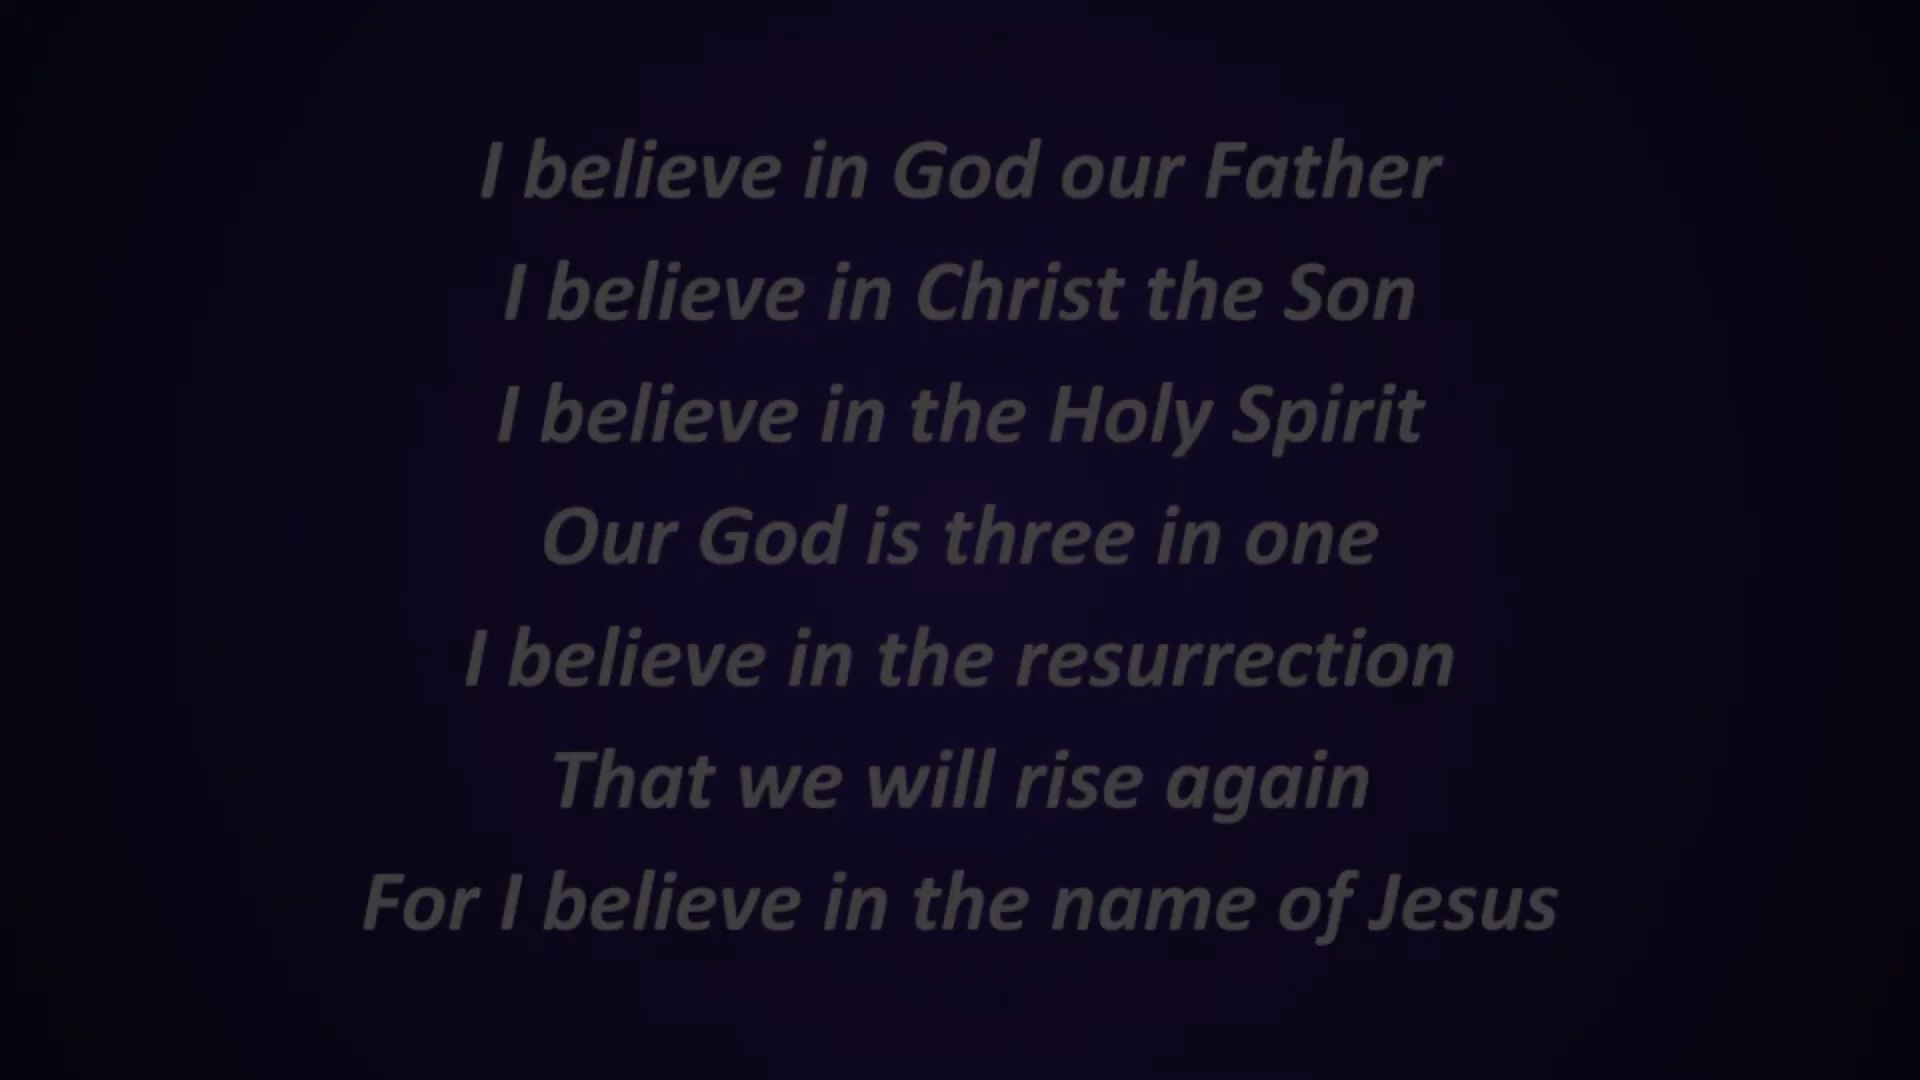 I believe in God our Father
I believe in Christ the Son
I believe in the Holy Spirit
Our God is three in one
I believe in the resurrection
That we will rise again
For I believe in the name of Jesus